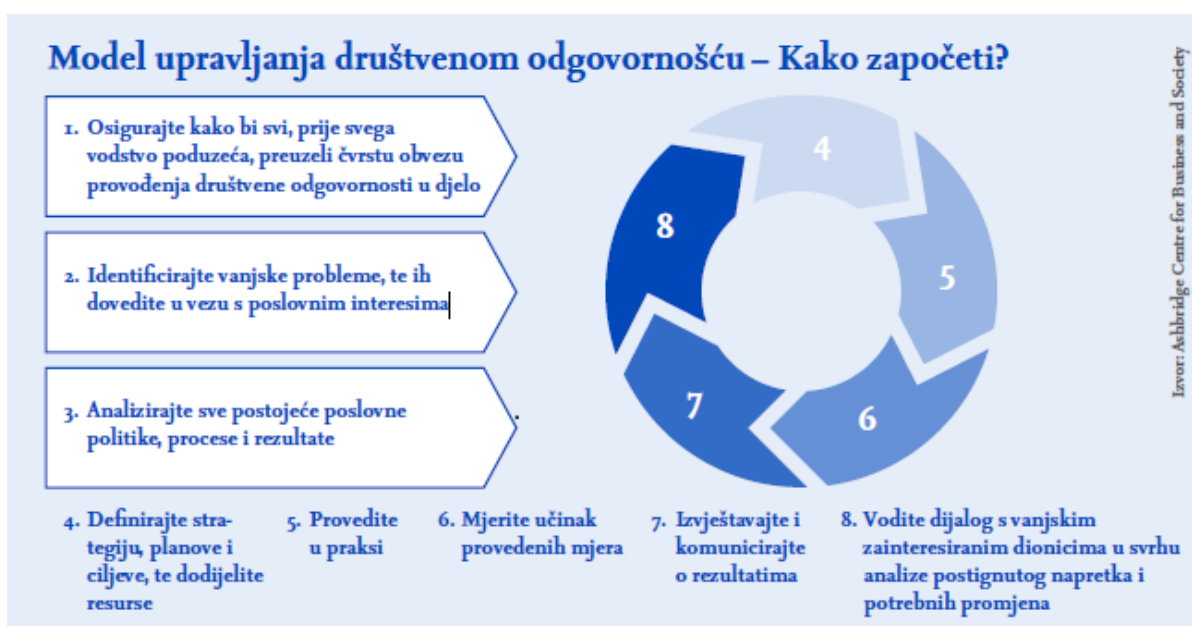 Model upravljanja društvenom odgovornošću – Kako započeti?
1. Osigurajte kako bi svi, prije svega
vodstvo poduzeća, preuzeli čvrstu obvezu
provođenja društvene odgovornosti u djelo
2. Identificirajte vanjske probleme, te ih
dovedite u vezu s poslovnim interesima
3. Analizirajte sve postojeće poslovne
politike, procese i rezultate
4
5
6
7
8
4. Definirajte stra-
tegiju, planove i
ciljeve, te dodijelite
resurse
5. Provedite
u praksi
6. Mjerite učinak
provedenih mjera
7. Izvještavajte i
komunicirajte
o rezultatima
8. Vodite dijalog s vanjskim
zainteresiranim dionicima u svrhu
analize postignutog napretka i
potrebnih promjena
Izvor: Ashbridge Centre for Business and Society